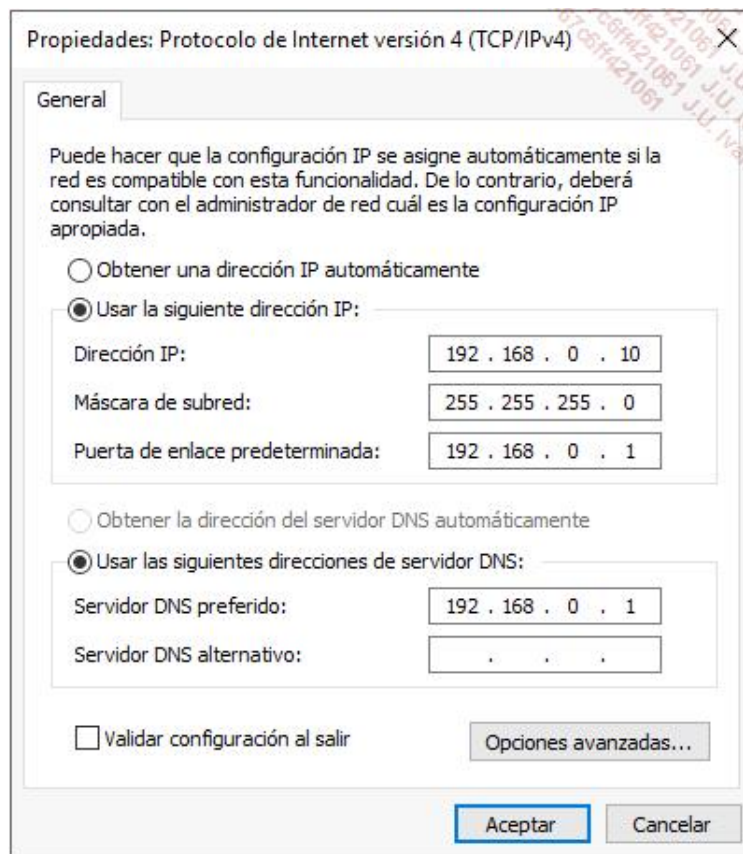 Propiedades: Protocolo de Internet versión 4 (TCP/IPv4)
General
Puede hacer que la configuración IP se asigne automáticamente si la
red es compatible con esta funcionalidad. De lo contrario, deberá
consultar con el administrador de red cuál es la configuración IP
apropiada.
Obtener una dirección IP automáticamente
Usar la siguiente dirección IP:
Dirección IP: 192 . 168 . 0 . 10
Máscara de subred: 255 . 255 . 255 . 0
Puerta de enlace predeterminada: 192 . 168 . 0 . 1
Obtener la dirección del servidor DNS automáticamente
Usar las siguientes direcciones de servidor DNS:
Servidor DNS preferido: 192 . 168 . 0 . 1
Servidor DNS alternativo: . . .
Validar configuración al salir Opciones avanzadas...
Aceptar Cancelar